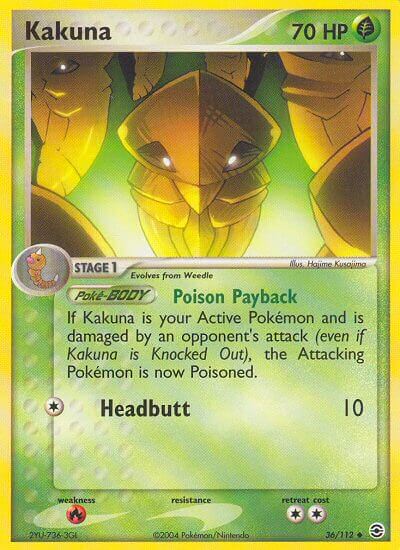 Kakuna 70 HP
Illus. Hajime Kusajima
STAGE 1
Evolves from Weedle
Poké-BODY Poison Payback
If Kakuna is your Active Pokémon and is
damaged by an opponent's attack (even if
Kakuna is Knocked Out), the Attacking
Pokémon is now Poisoned.
Headbutt 10
weakness resistance retreat cost
2YU-736-3GL ©2004 Pokémon/Nintendo 36/112